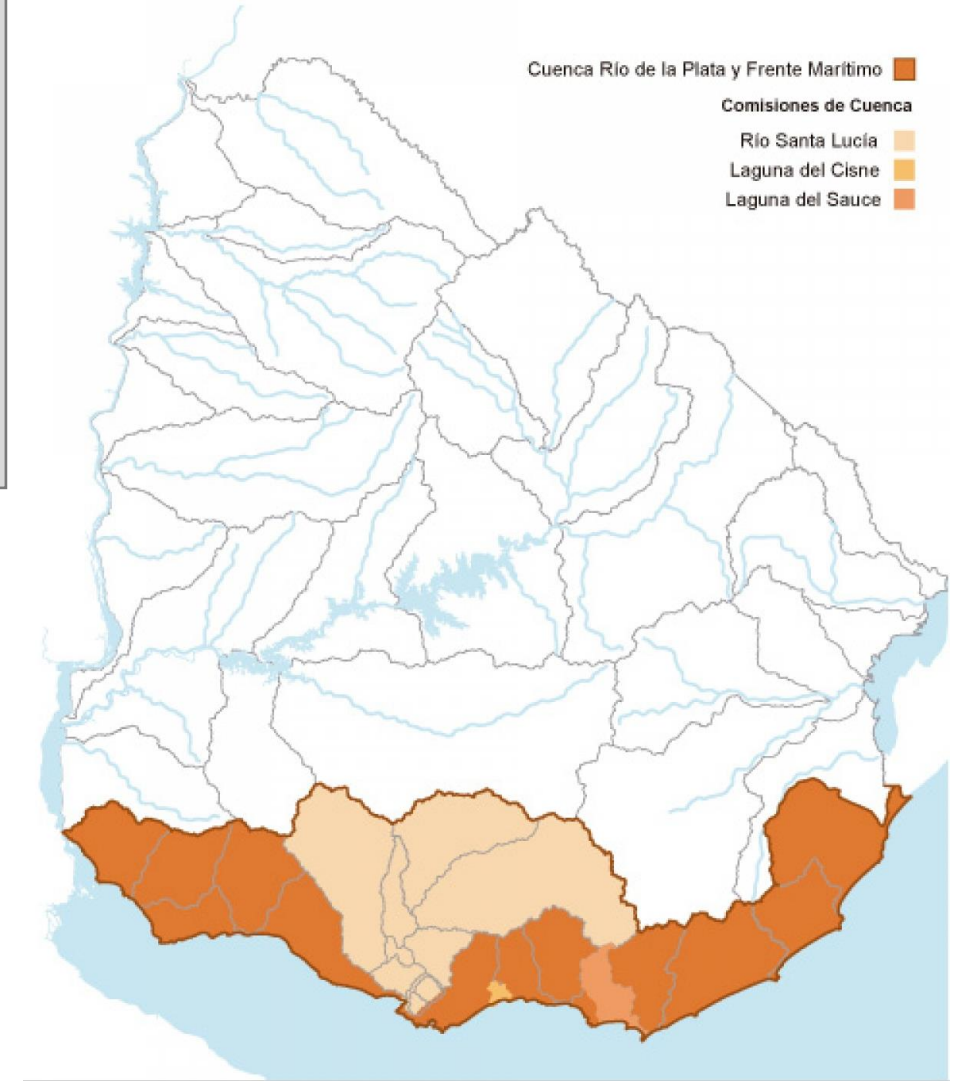 Cuenca Río de la Plata y Frente Marítimo
Comisiones de Cuenca
Río Santa Lucía
Laguna del Cisne
Laguna del Sauce